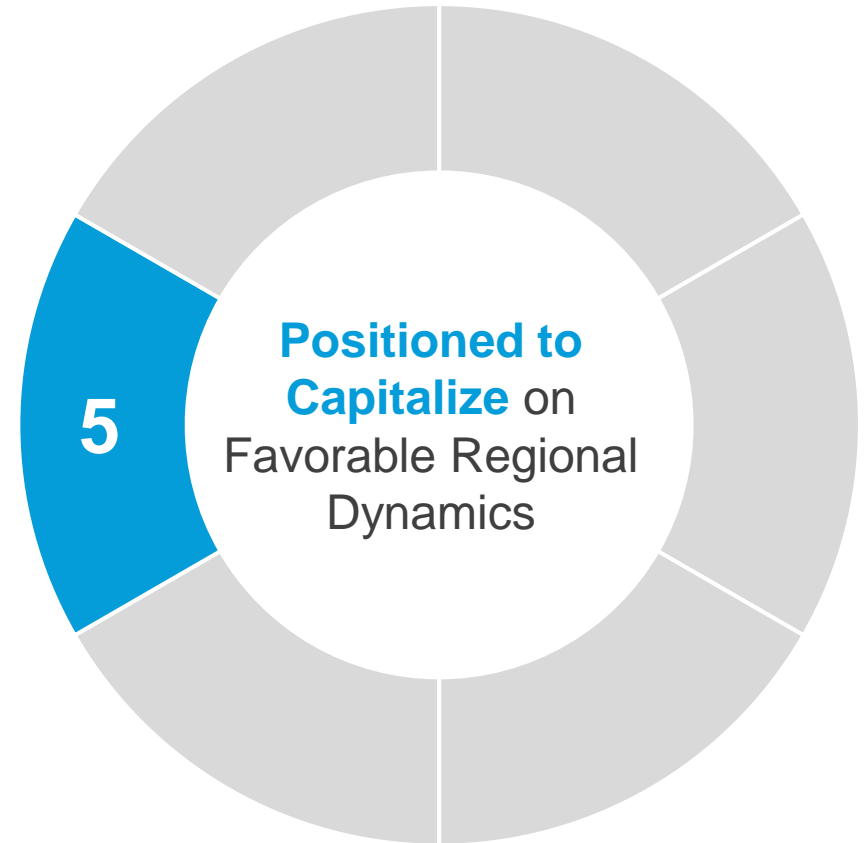 5
Positioned to
Capitalize on
Favorable Regional
Dynamics